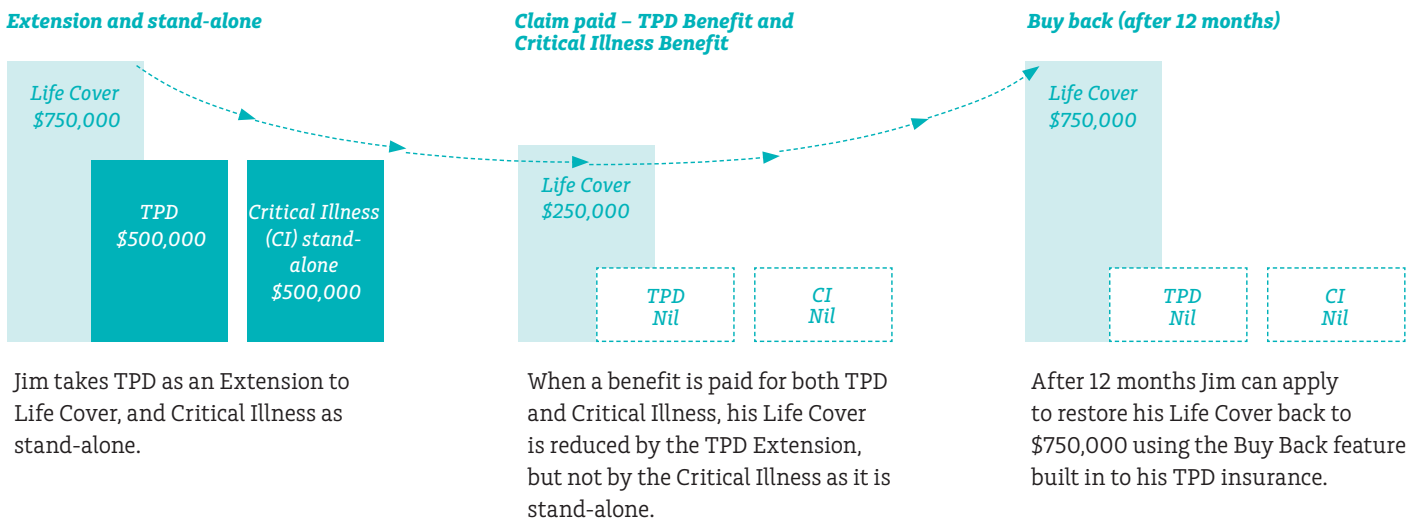 Extension and stand-alone
Life Cover
$750,000
TPD
$500,000
Critical Illness
(CI) stand-
alone
$500,000
Jim takes TPD as an Extension to
Life Cover, and Critical Illness as
stand-alone.
Claim paid – TPD Benefit and
Critical Illness Benefit
Life Cover
$250,000
TPD
Nil
CI
Nil
When a benefit is paid for both TPD
and Critical Illness, his Life Cover
is reduced by the TPD Extension,
but not by the Critical Illness as it is
stand-alone.
Buy back (after 12 months)
Life Cover
$750,000
TPD
Nil
CI
Nil
After 12 months Jim can apply
to restore his Life Cover back to
$750,000 using the Buy Back feature
built in to his TPD insurance.